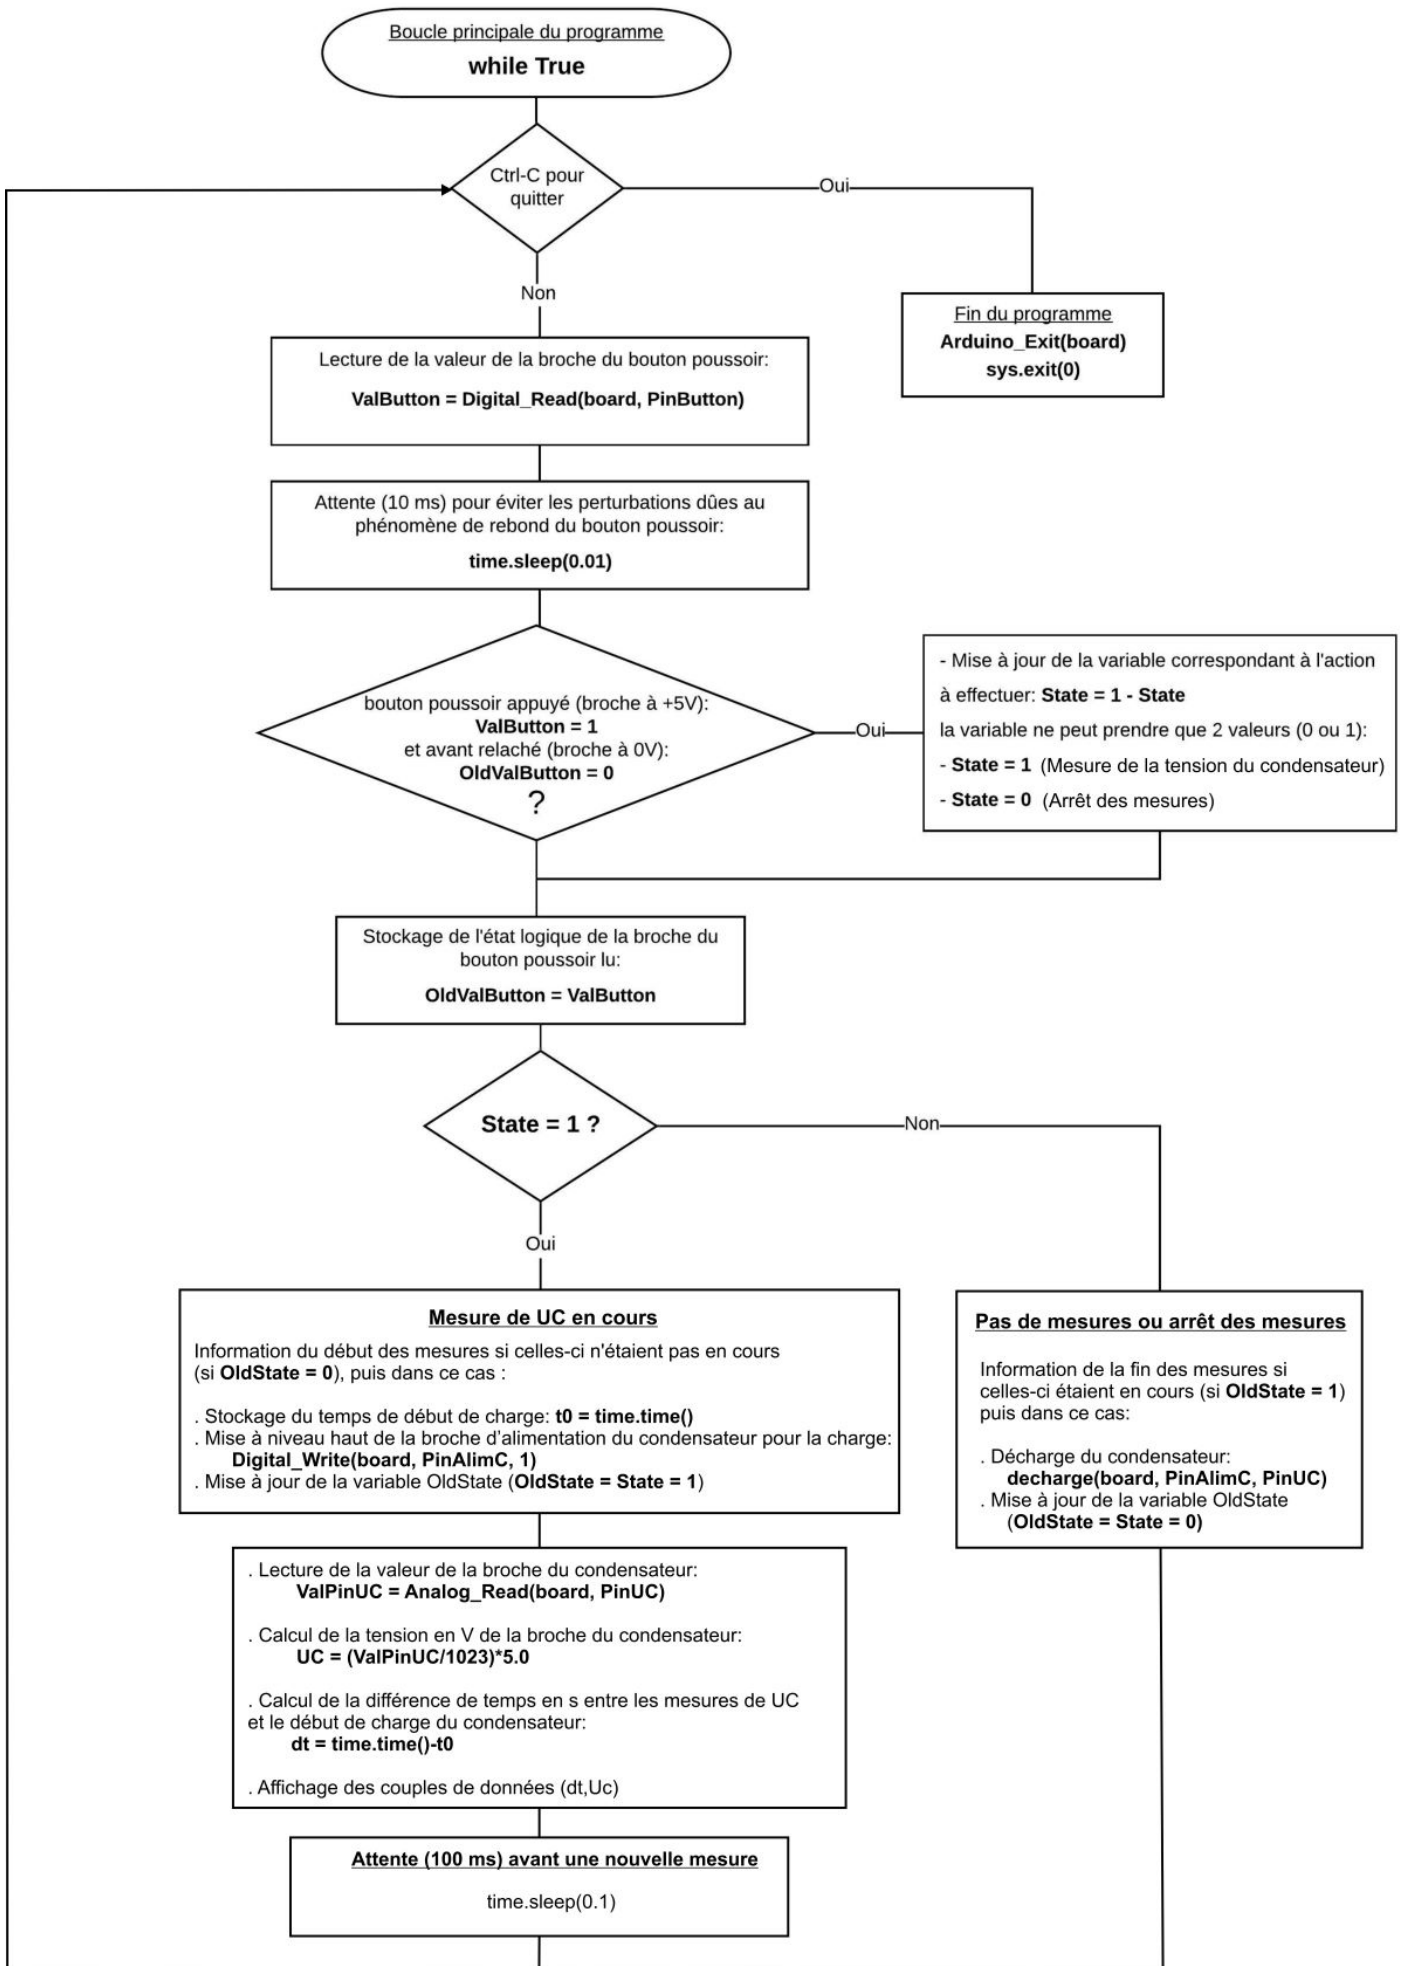 Boucle principale du programme
while True
Ctrl-C pour
quitter
Oui
Non
Fin du programme
Arduino_Exit(board)
sys.exit(0)
Lecture de la valeur de la broche du bouton poussoir:
ValButton = Digital_Read(board, PinButton)
Attente (10 ms) pour éviter les perturbations dûes au
phénomène de rebond du bouton poussoir:
time.sleep(0.01)
bouton poussoir appuyé (broche à +5V):
ValButton = 1
et avant relaché (broche à 0V):
OldValButton = 0
?
Oui
- Mise à jour de la variable correspondant à l'action
à effectuer: State = 1 - State
la variable ne peut prendre que 2 valeurs (0 ou 1):
- State = 1 (Mesure de la tension du condensateur)
- State = 0 (Arrêt des mesures)
Stockage de l'état logique de la broche du
bouton poussoir lu:
OldValButton = ValButton
State = 1 ?
Non
Oui
Mesure de UC en cours
Information du début des mesures si celles-ci n'étaient pas en cours
(si OldState = 0), puis dans ce cas :
. Stockage du temps de début de charge: t0 = time.time()
. Mise à niveau haut de la broche d’alimentation du condensateur pour la charge:
Digital_Write(board, PinAlimC, 1)
. Mise à jour de la variable OldState (OldState = State = 1)
Pas de mesures ou arrêt des mesures
Information de la fin des mesures si
celles-ci étaient en cours (si OldState = 1)
puis dans ce cas:
. Décharge du condensateur:
decharge(board, PinAlimC, PinUC)
. Mise à jour de la variable OldState
(OldState = State = 0)
. Lecture de la valeur de la broche du condensateur:
ValPinUC = Analog_Read(board, PinUC)
. Calcul de la tension en V de la broche du condensateur:
UC = (ValPinUC/1023)*5.0
. Calcul de la différence de temps en s entre les mesures de UC
et le début de charge du condensateur:
dt = time.time()-t0
. Affichage des couples de données (dt,Uc)
Attente (100 ms) avant une nouvelle mesure
time.sleep(0.1)